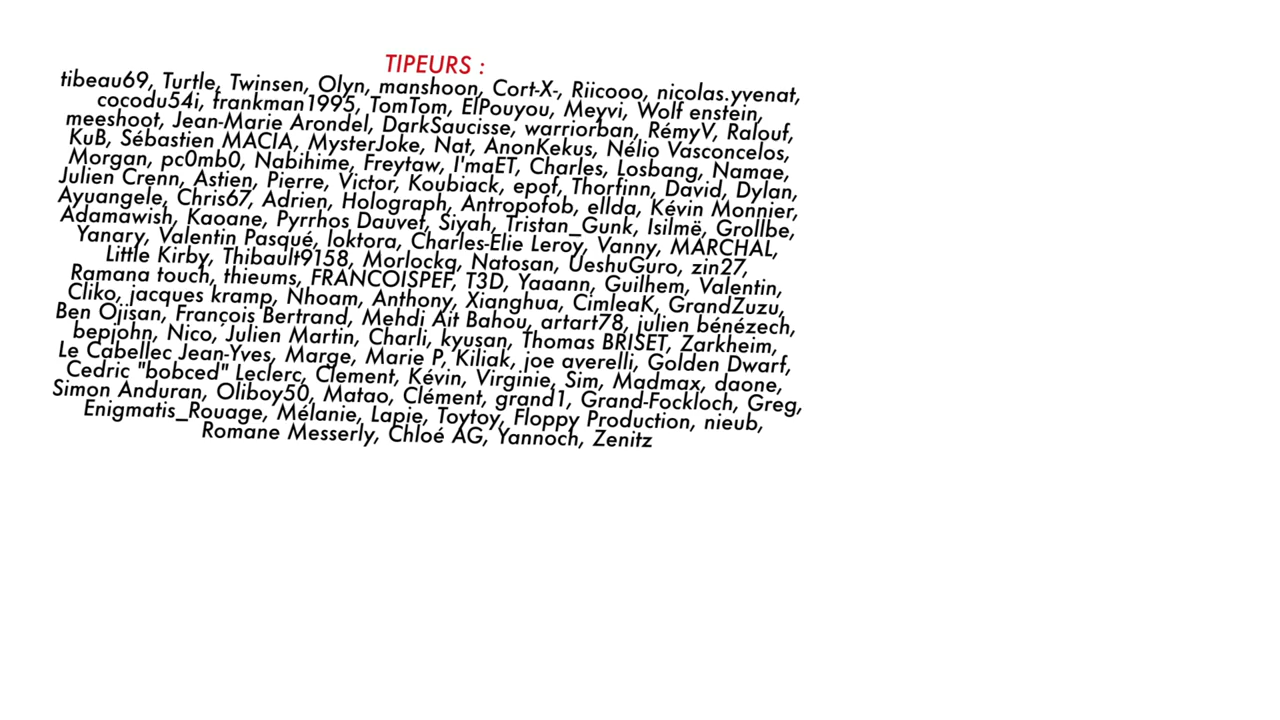 TIPEURS :
tibeau69, Turtle, Twinsen, Olyn, manshoon, Cort-X-, Riicooo, nicolas.yvenat,
cocodu54i, frankman1995, TomTom, ElPouyou, Meyvi, Wolf enstein,
meeshoot, Jean-Marie Arondel, DarkSaucisse, warriorban, RémyV, Ralouf,
KuB, Sébastien MACIA, MysterJoke, Nat, AnonKekus, Nélio Vasconcelos,
Morgan, pc0mb0, Nabihime, Freytaw, I'maET, Charles, Losbang, Namae,
Julien Crenn, Astien, Pierre, Victor, Koubiack, epof, Thorfinn, David, Dylan,
Ayuangele, Chris67, Adrien, Holograph, Antropofob, ellda, Kévin Monnier,
Adamawish, Kaoane, Pyrrhos Dauvet, Siyah, Tristan_Gunk, Isilmë, Grollbe,
Yanary, Valentin Pasqué, loktora, Charles-Elie Leroy, Vanny, MARCHAL,
Little Kirby, Thibault9158, Morlockq, Natosan, UeshuGuro, zin27,
Ramana touch, thieums, FRANCOISPEF, T3D, Yaaann, Guilhem, Valentin,
Cliko, jacques kramp, Nhoam, Anthony, Xianghua, CimleaK, GrandZuzu,
Ben Ojisan, François Bertrand, Mehdi Ait Bahou, artart78, julien bénézech,
bepjohn, Nico, Julien Martin, Charli, kyusan, Thomas BRISET, Zarkheim,
Le Cabellec Jean-Yves, Marge, Marie P, Kiliak, joe averelli, Golden Dwarf,
Cedric "bobced" Leclerc, Clement, Kévin, Virginie, Sim, Madmax, daone,
Simon Anduran, Oliboy50, Matao, Clément, grand1, Grand-Fockloch, Greg,
Enigmatis_Rouage, Mélanie, Lapie, Toytoy, Floppy Production, nieub,
Romane Messerly, Chloé AG, Yannoch, Zenitz